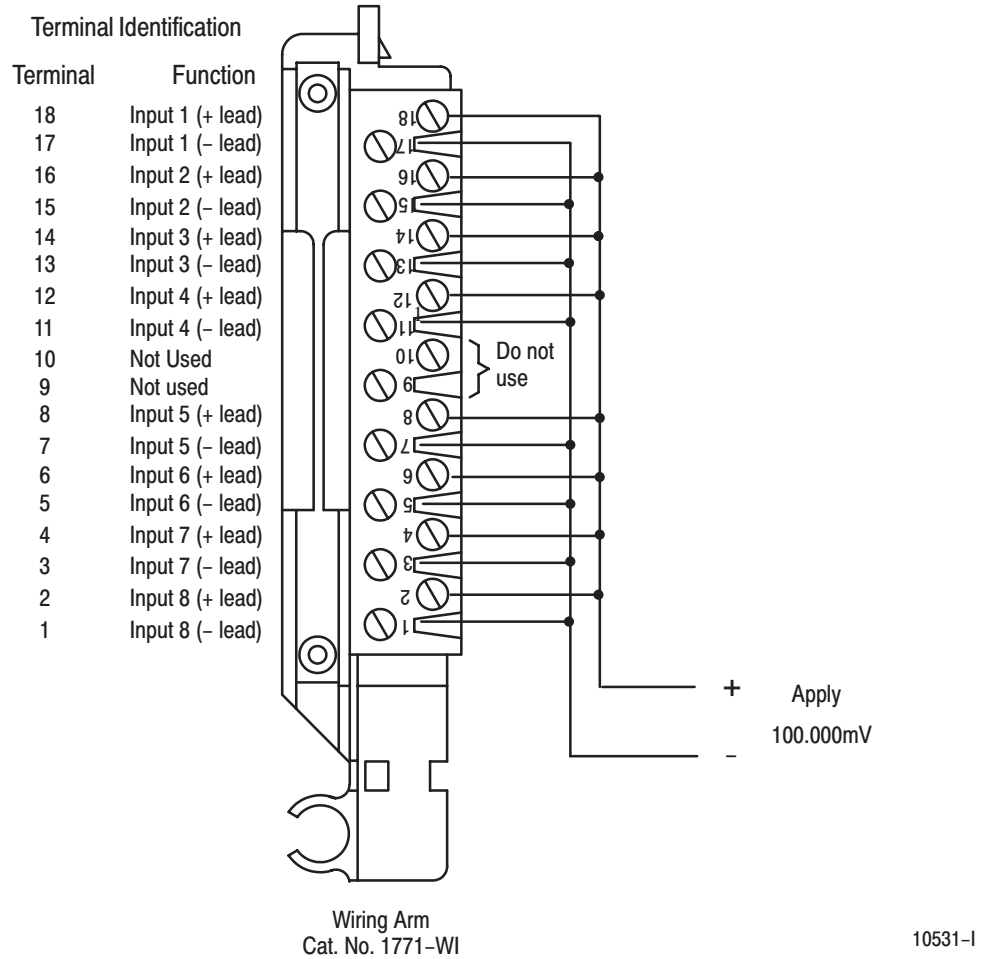 Terminal Identification
Terminal Function
18 Input 1 (+ lead)
17 Input 1 (– lead)
16 Input 2 (+ lead)
15 Input 2 (– lead)
14 Input 3 (+ lead)
13 Input 3 (– lead)
12 Input 4 (+ lead)
11 Input 4 (– lead)
10 Not Used
9 Not used
8 Input 5 (+ lead)
7 Input 5 (– lead)
6 Input 6 (+ lead)
5 Input 6 (– lead)
4 Input 7 (+ lead)
3 Input 7 (– lead)
2 Input 8 (+ lead)
1 Input 8 (– lead)
18
17
16
15
14
13
12
11
10
9
8
7
6
5
4
3
2
1
Do not
use
+ Apply
100.000mV
–
Wiring Arm
Cat. No. 1771–WI
10531–I